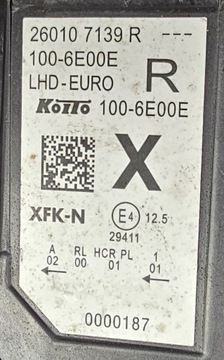 26010 7139 R ---
100-6E00E
LHD-EURO R
Koito 100-6E00E
X
XFK-N E4 12.5
29411
A RL HCR PL 1
02 00 01 01
0000187